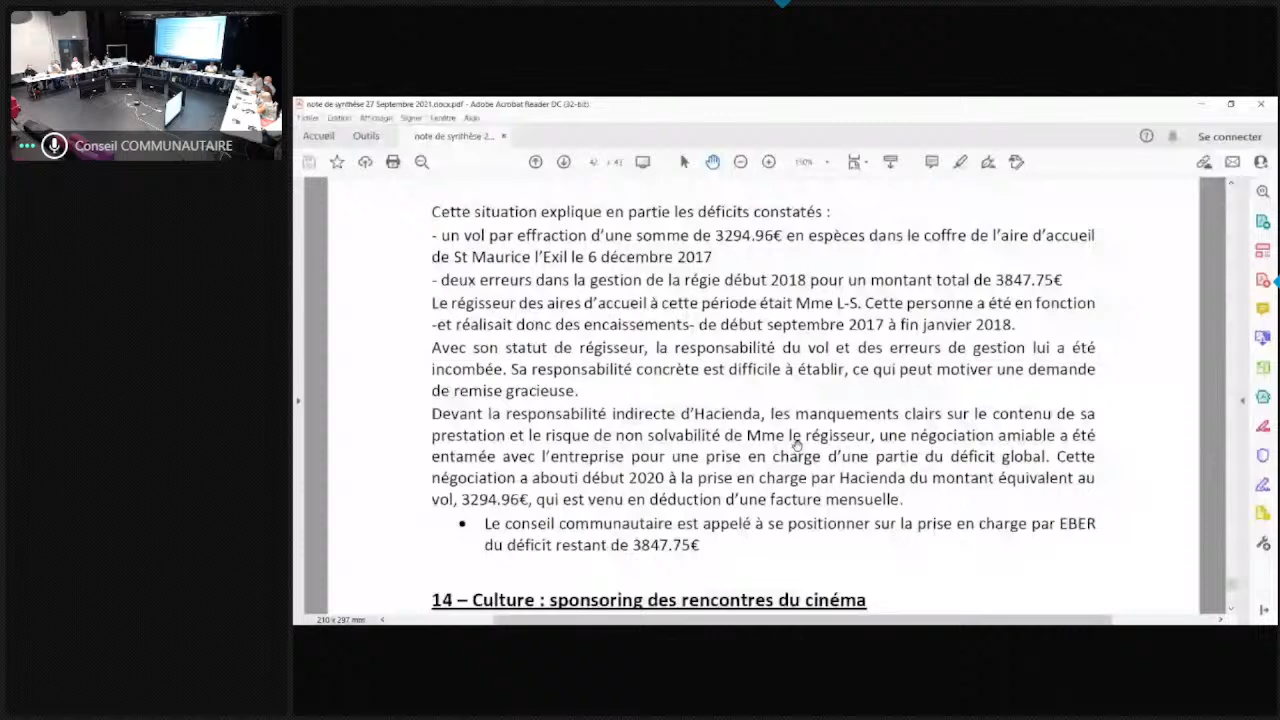 Conseil COMMUNAUTAIRE
note de synthèse 27 Septembre 2021.docx.pdf - Adobe Acrobat Reader DC (32-bit)
Fichier Edition Affichage Signer Fenêtre Aide
Accueil Outils note de synthèse 2... × Se connecter
150%
Cette situation explique en partie les déficits constatés :
- un vol par effraction d’une somme de 3294.96€ en espèces dans le coffre de l’aire d’accueil
de St Maurice l’Exil le 6 décembre 2017
- deux erreurs dans la gestion de la régie début 2018 pour un montant total de 3847.75€
Le régisseur des aires d’accueil à cette période était Mme L-S. Cette personne a été en fonction
-et réalisait donc des encaissements- de début septembre 2017 à fin janvier 2018.
Avec son statut de régisseur, la responsabilité du vol et des erreurs de gestion lui a été
incombée. Sa responsabilité concrète est difficile à établir, ce qui peut motiver une demande
de remise gracieuse.
Devant la responsabilité indirecte d’Hacienda, les manquements clairs sur le contenu de sa
prestation et le risque de non solvabilité de Mme le régisseur, une négociation amiable a été
entamée avec l’entreprise pour une prise en charge d’une partie du déficit global. Cette
négociation a abouti début 2020 à la prise en charge par Hacienda du montant équivalent au
vol, 3294.96€, qui est venu en déduction d’une facture mensuelle.
• Le conseil communautaire est appelé à se positionner sur la prise en charge par EBER
du déficit restant de 3847.75€
14 – Culture : sponsoring des rencontres du cinéma
210 x 297 mm